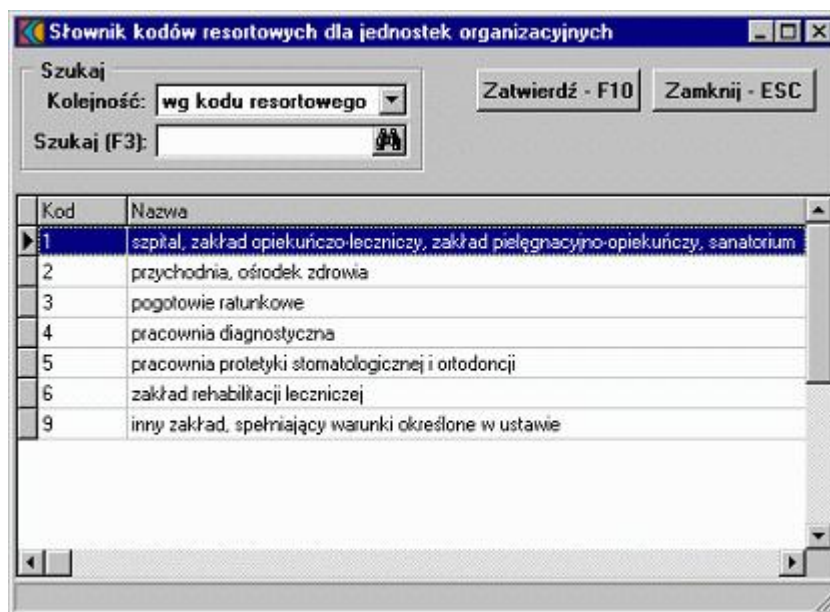 Słownik kodów resortowych dla jednostek organizacyjnych
Szukaj
Kolejność: wg kodu resortowego
Szukaj (F3):
Zatwierdź - F10
Zamknij - ESC
Kod Nazwa
1 szpital, zakład opiekuńczo-leczniczy, zakład pielęgnacyjno-opiekuńczy, sanatorium
2 przychodnia, ośrodek zdrowia
3 pogotowie ratunkowe
4 pracownia diagnostyczna
5 pracownia protetyki stomatologicznej i ortodoncji
6 zakład rehabilitacji leczniczej
9 inny zakład, spełniający warunki określone w ustawie